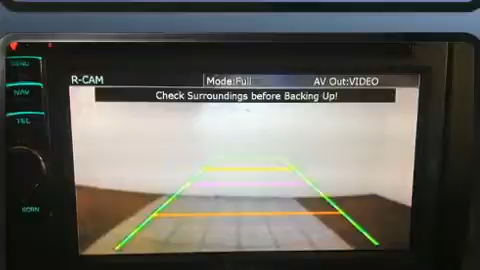 R-CAM Mode:Full AV Out:VIDEO
Check Surroundings before Backing Up!
MENU
NAV
TEL
SCRN